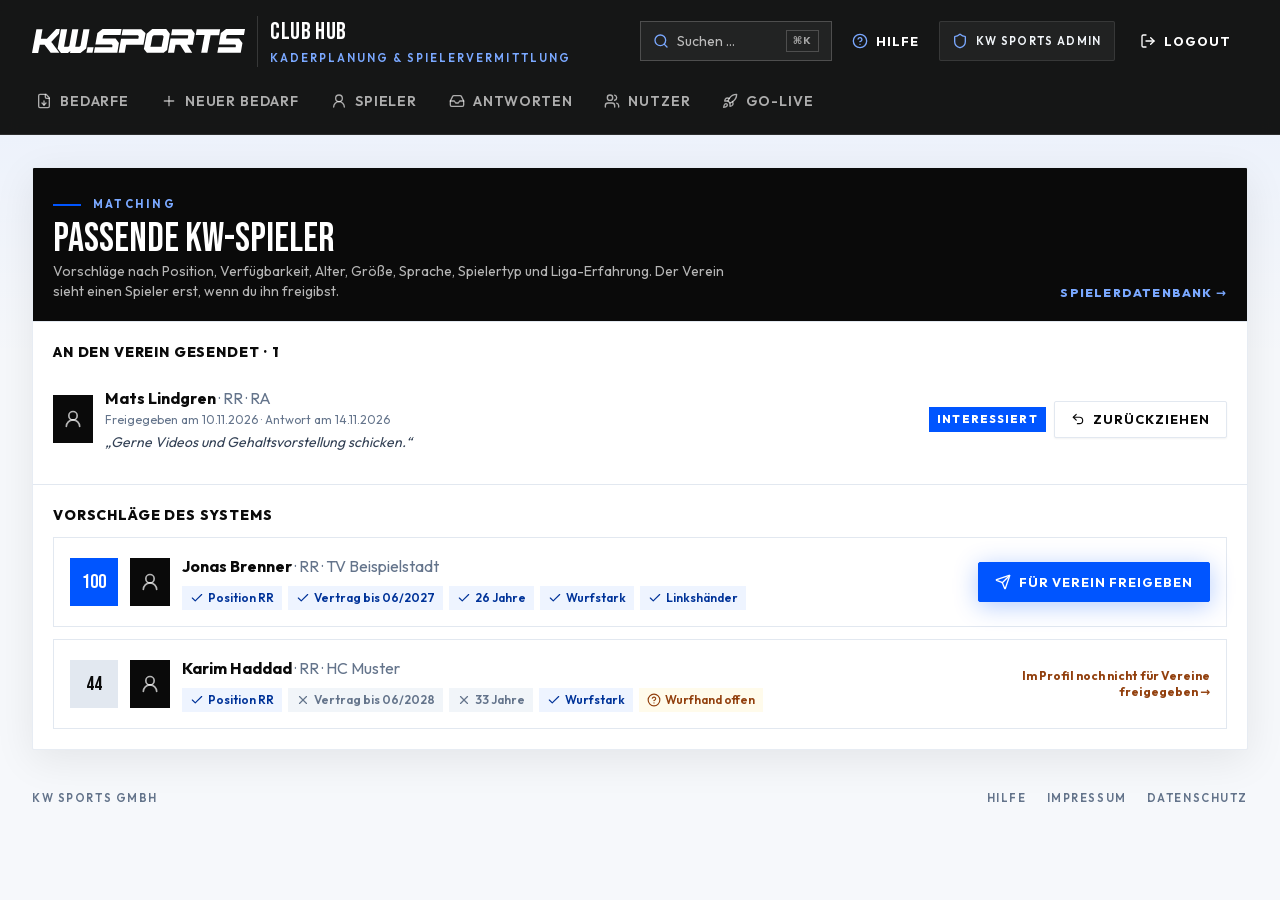 KW.SPORTS
CLUB HUB
KADERPLANUNG & SPIELERVERMITTLUNG
Suchen ... ⌘K
HILFE
KW SPORTS ADMIN
LOGOUT
BEDARFE
NEUER BEDARF
SPIELER
ANTWORTEN
NUTZER
GO-LIVE
MATCHING
PASSENDE KW-SPIELER
Vorschläge nach Position, Verfügbarkeit, Alter, Größe, Sprache, Spielertyp und Liga-Erfahrung. Der Verein
sieht einen Spieler erst, wenn du ihn freigibst.
SPIELERDATENBANK →
AN DEN VEREIN GESENDET · 1
Mats Lindgren · RR · RA
Freigegeben am 10.11.2026 · Antwort am 14.11.2026
„Gerne Videos und Gehaltsvorstellung schicken.“
INTERESSIERT
ZURÜCKZIEHEN
VORSCHLÄGE DES SYSTEMS
100
Jonas Brenner · RR · TV Beispielstadt
Position RR
Vertrag bis 06/2027
26 Jahre
Wurfstark
Linkshänder
FÜR VEREIN FREIGEBEN
44
Karim Haddad · RR · HC Muster
Position RR
Vertrag bis 06/2028
33 Jahre
Wurfstark
Wurfhand offen
Im Profil noch nicht für Vereine
freigegeben →
KW SPORTS GMBH
HILFE
IMPRESSUM
DATENSCHUTZ